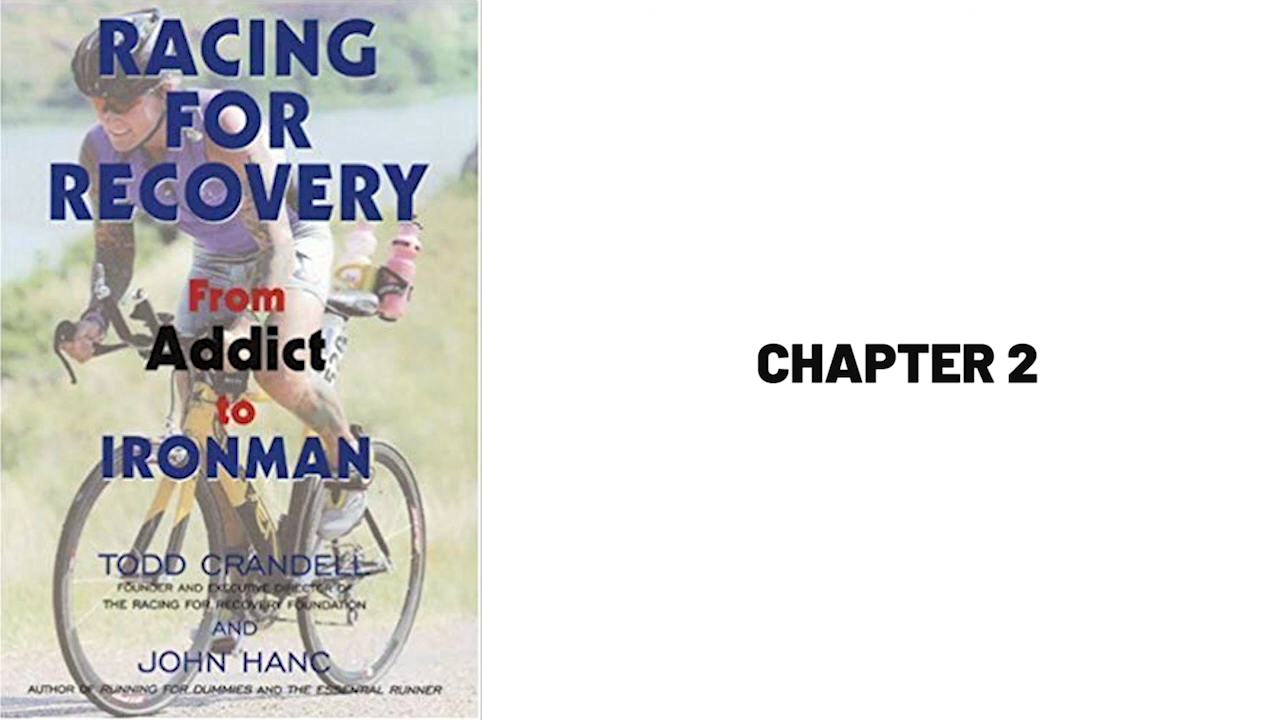 RACING
FOR
RECOVERY
From
Addict
to
IRONMAN
TODD CRANDELL
FOUNDER AND EXECUTIVE DIRECTOR OF
THE RACING FOR RECOVERY FOUNDATION
AND
JOHN HANC
AUTHOR OF RUNNING FOR DUMMIES AND THE ESSENTIAL RUNNER
CHAPTER 2